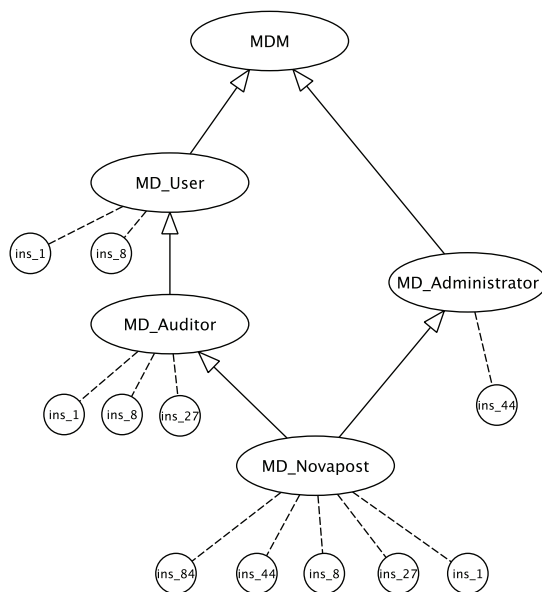 MDM
MD_User
ins_1
ins_8
MD_Administrator
MD_Auditor
ins_1
ins_8
ins_27
ins_44
MD_Novapost
ins_84
ins_44
ins_8
ins_27
ins_1